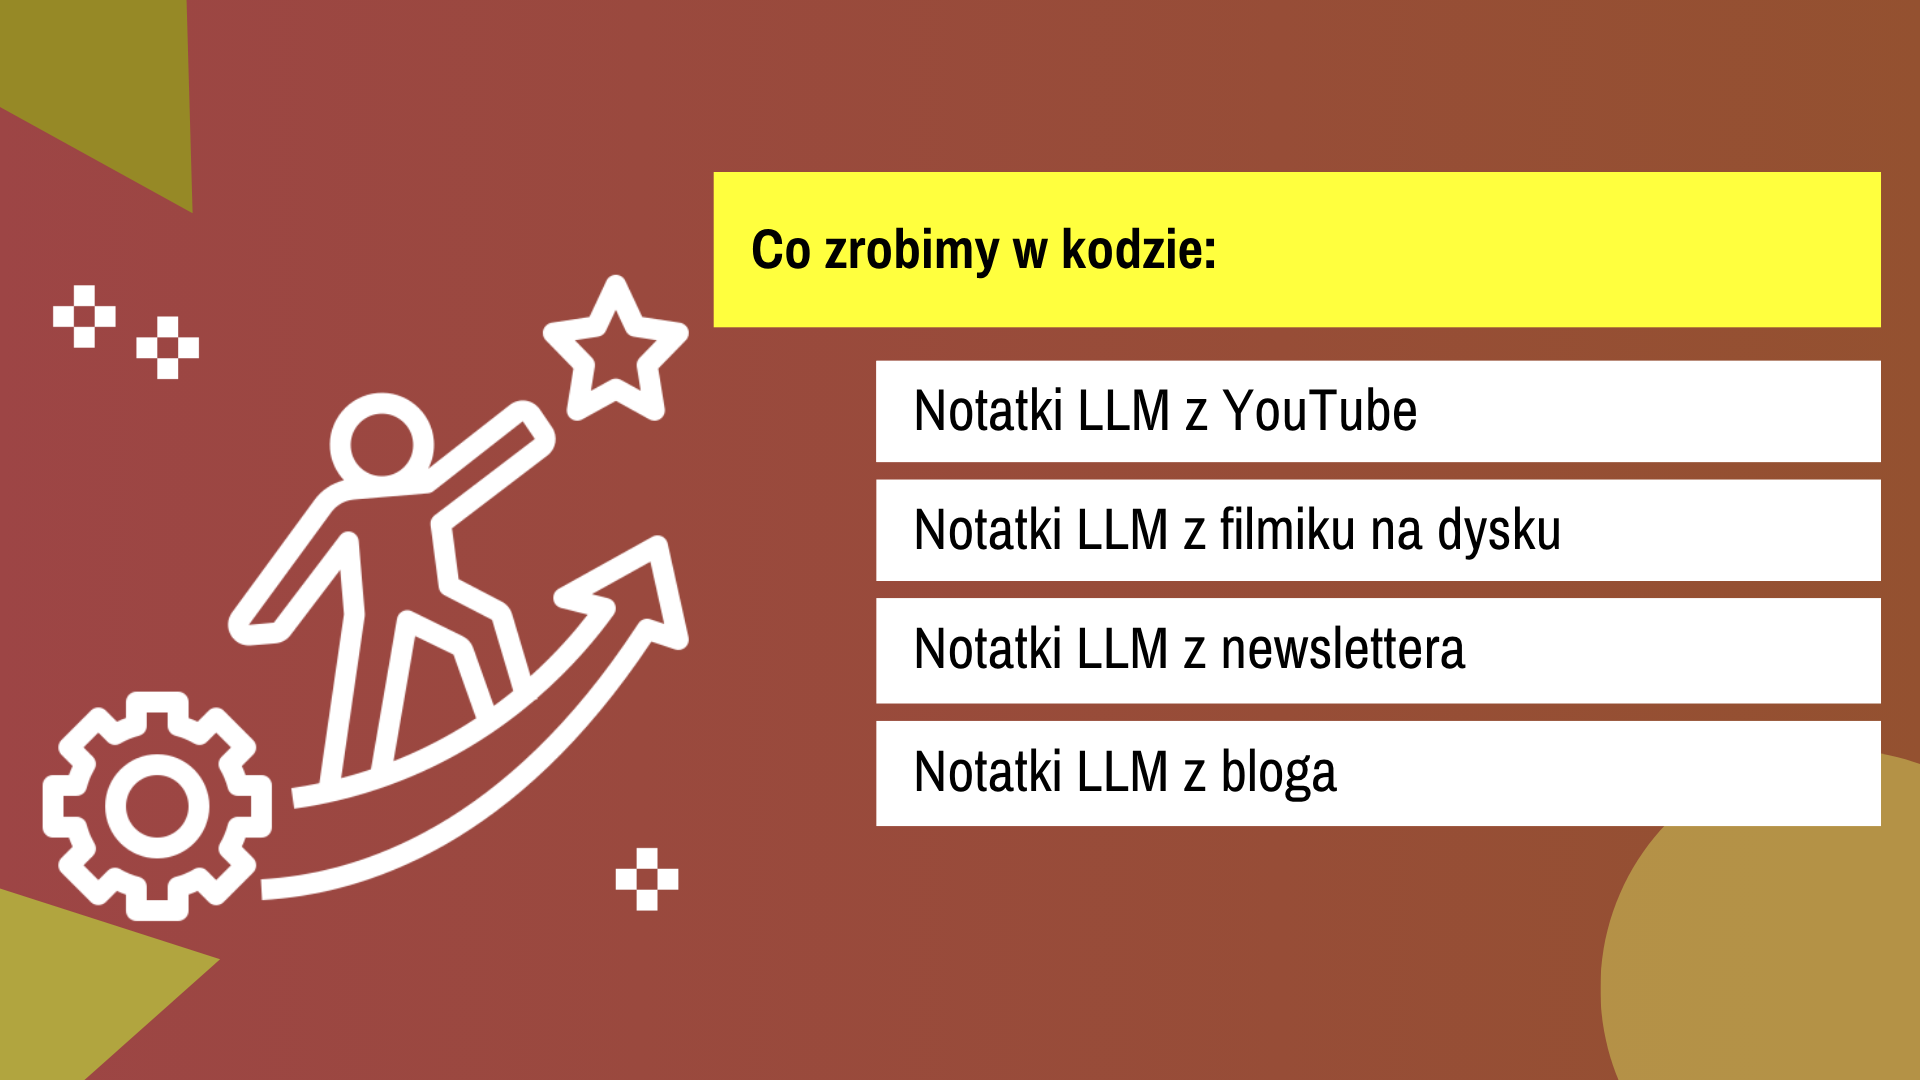 Co zrobimy w kodzie:
Notatki LLM z YouTube
Notatki LLM z filmiku na dysku
Notatki LLM z newslettera
Notatki LLM z bloga